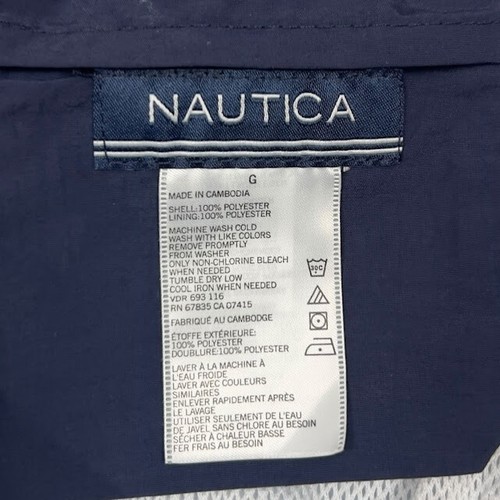 NAUTICA
G
MADE IN CAMBODIA
SHELL:100% POLYESTER
LINING:100% POLYESTER
MACHINE WASH COLD
WASH WITH LIKE COLORS
REMOVE PROMPTLY
FROM WASHER
ONLY NON-CHLORINE BLEACH
WHEN NEEDED
TUMBLE DRY LOW
COOL IRON WHEN NEEDED
VDR 693 116
RN 67835 CA 07415
FABRIQUÉ AU CAMBODGE
ÉTOFFE EXTÉRIEURE:
100% POLYESTER
DOUBLURE:100% POLYESTER
LAVER À LA MACHINE À
L'EAU FROIDE
LAVER AVEC COULEURS
SIMILAIRES
ENLEVER RAPIDEMENT APRÈS
LE LAVAGE
UTILISER SEULEMENT DE L'EAU
DE JAVEL SANS CHLORE AU BESOIN
SÉCHER À CHALEUR BASSE
FER FRAIS AU BESOIN
30C